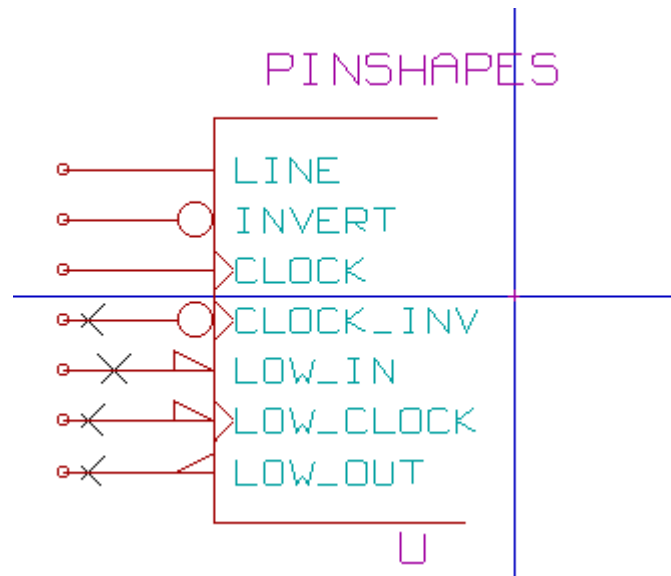 PINSHAPES
LINE
INVERT
CLOCK
CLOCK_INV
LOW_IN
LOW_CLOCK
LOW_OUT
U